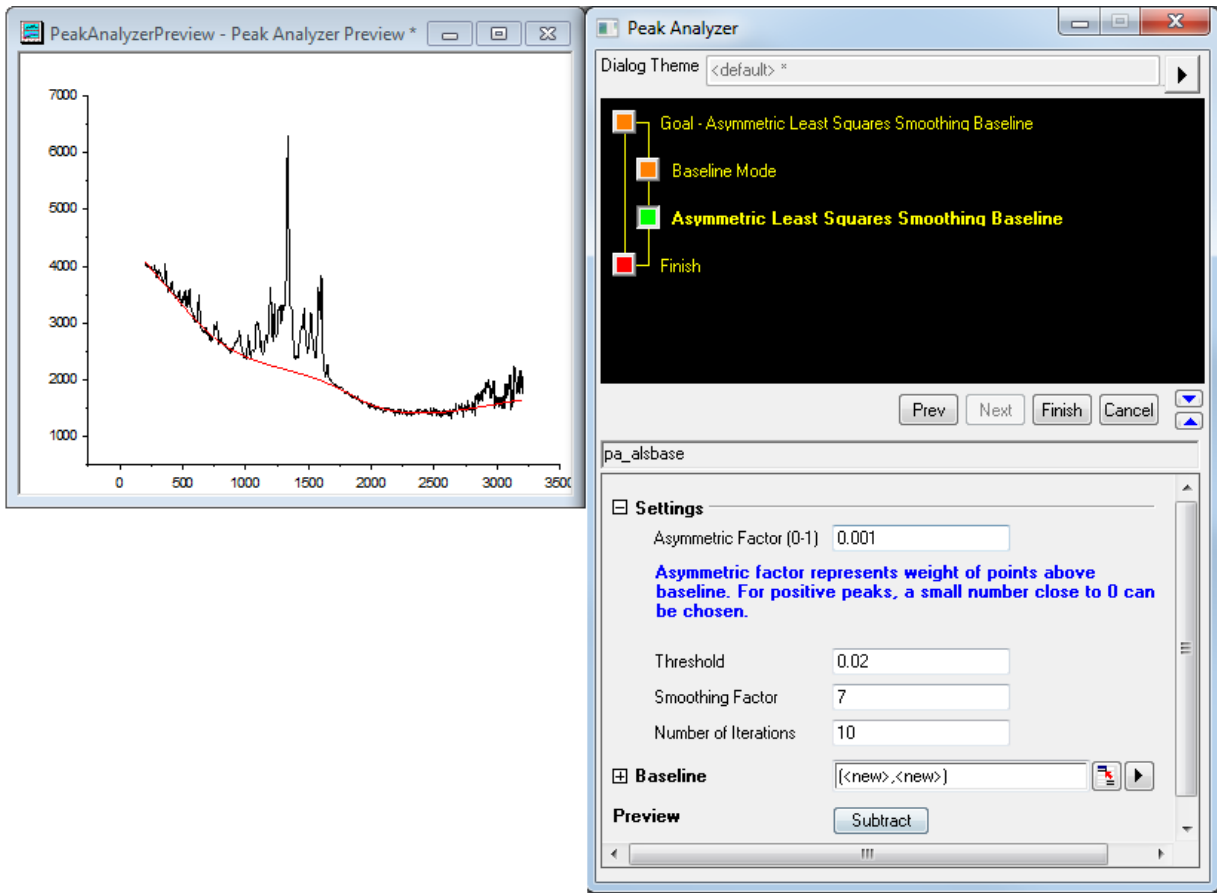 PeakAnalyzerPreview - Peak Analyzer Preview *
7000
6000
5000
4000
3000
2000
1000
0
500
1000
1500
2000
2500
3000
3500
Peak Analyzer
Dialog Theme
<default> *
Goal - Asymmetric Least Squares Smoothing Baseline
Baseline Mode
Asymmetric Least Squares Smoothing Baseline
Finish
Prev
Next
Finish
Cancel
pa_alsbase
Settings
Asymmetric Factor (0-1)
0.001
Asymmetric factor represents weight of points above
baseline. For positive peaks, a small number close to 0 can
be chosen.
Threshold
0.02
Smoothing Factor
7
Number of Iterations
10
Baseline
(<new>,<new>)
Preview
Subtract